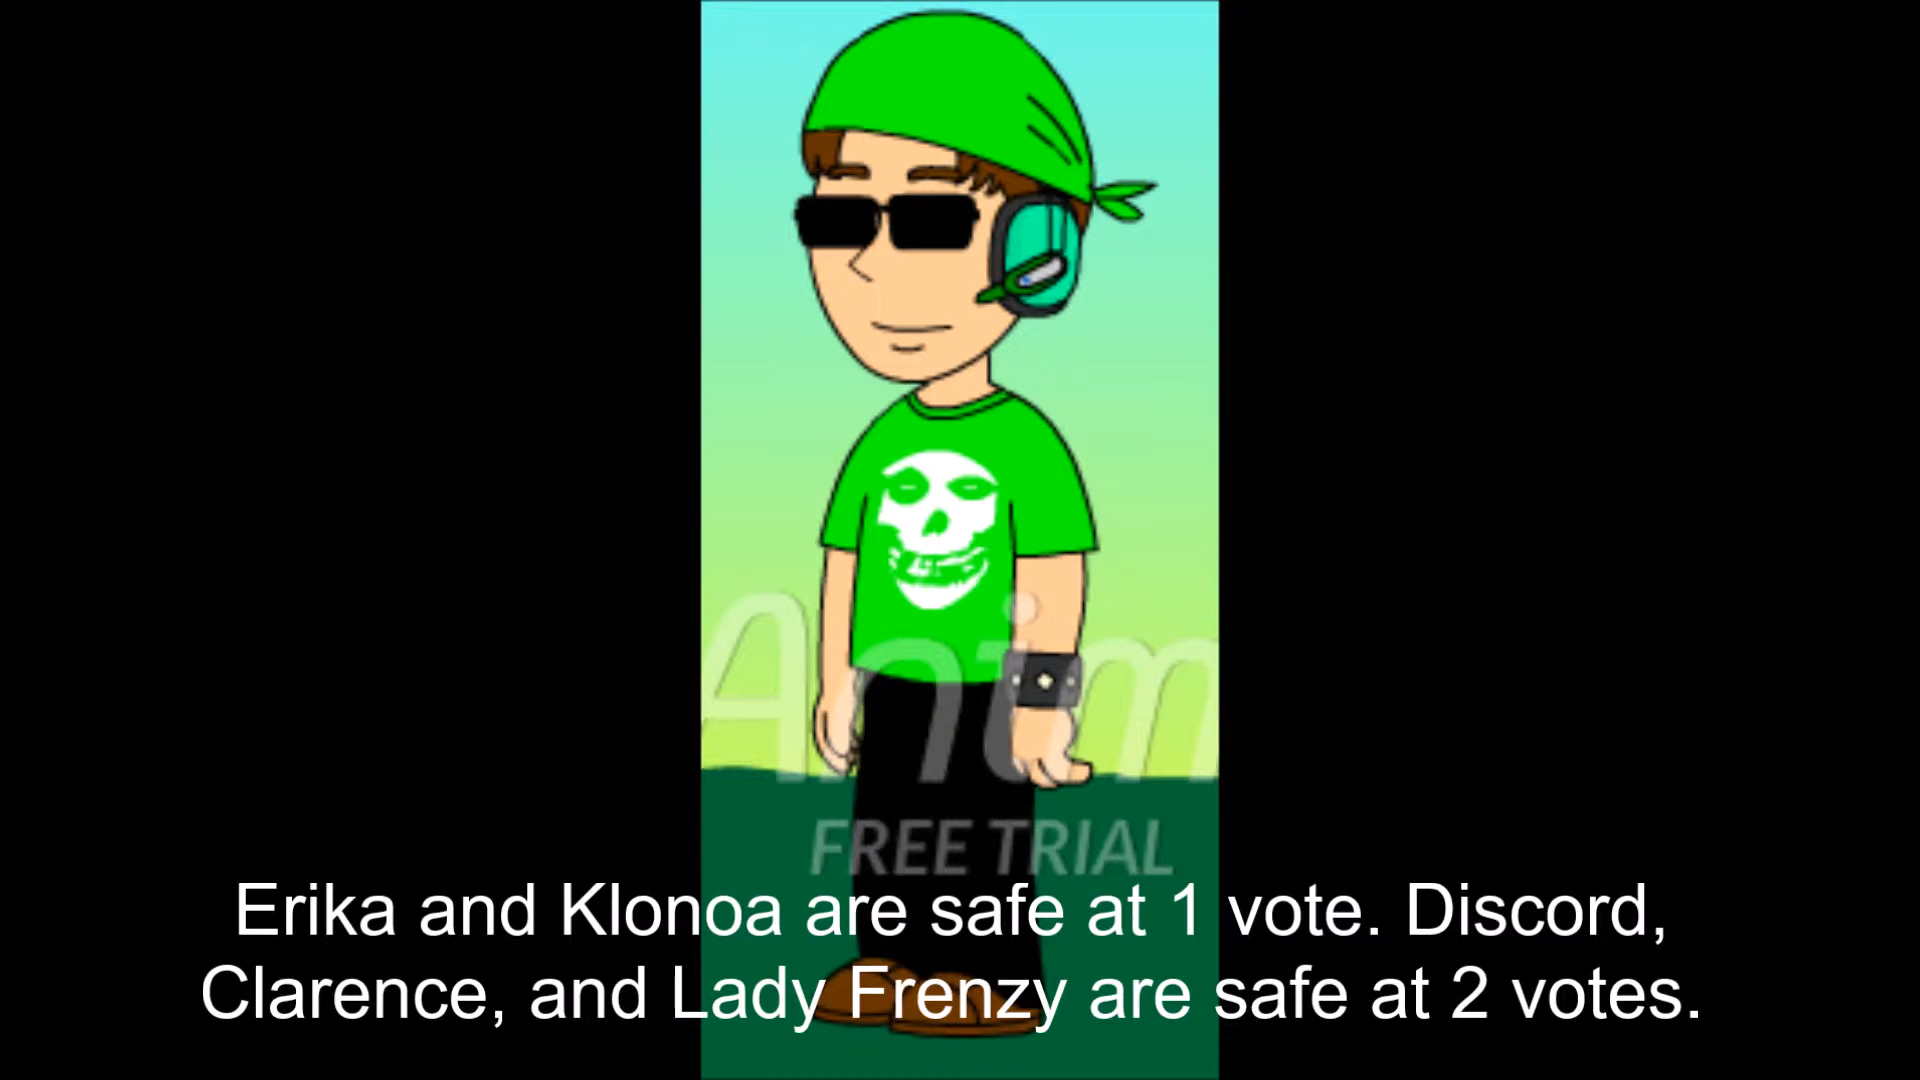 Anim
FREE TRIAL
Erika and Klonoa are safe at 1 vote. Discord,
Clarence, and Lady Frenzy are safe at 2 votes.